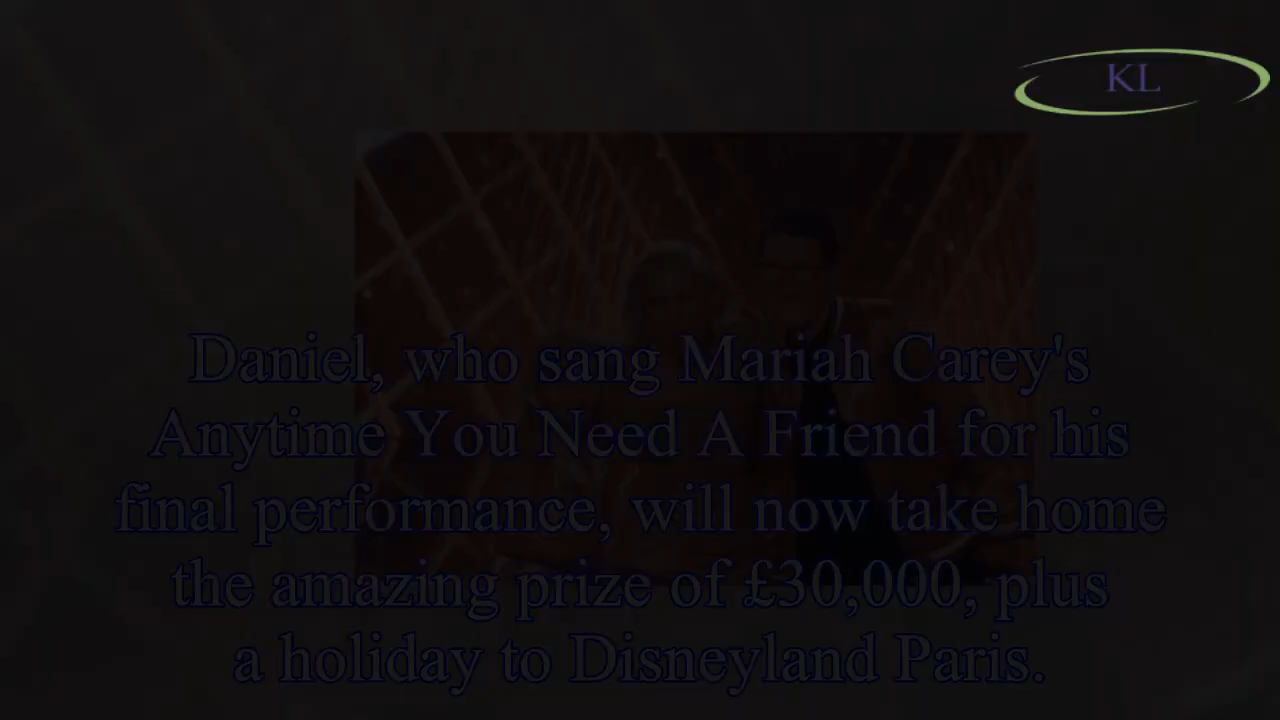 KL
Daniel, who sang Mariah Carey's
Anytime You Need A Friend for his
final performance, will now take home
the amazing prize of £30,000, plus
a holiday to Disneyland Paris.